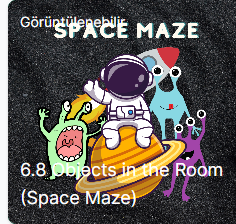 Görüntülenebilir
SPACE MAZE
6.8 Objects in the Room
(Space Maze)